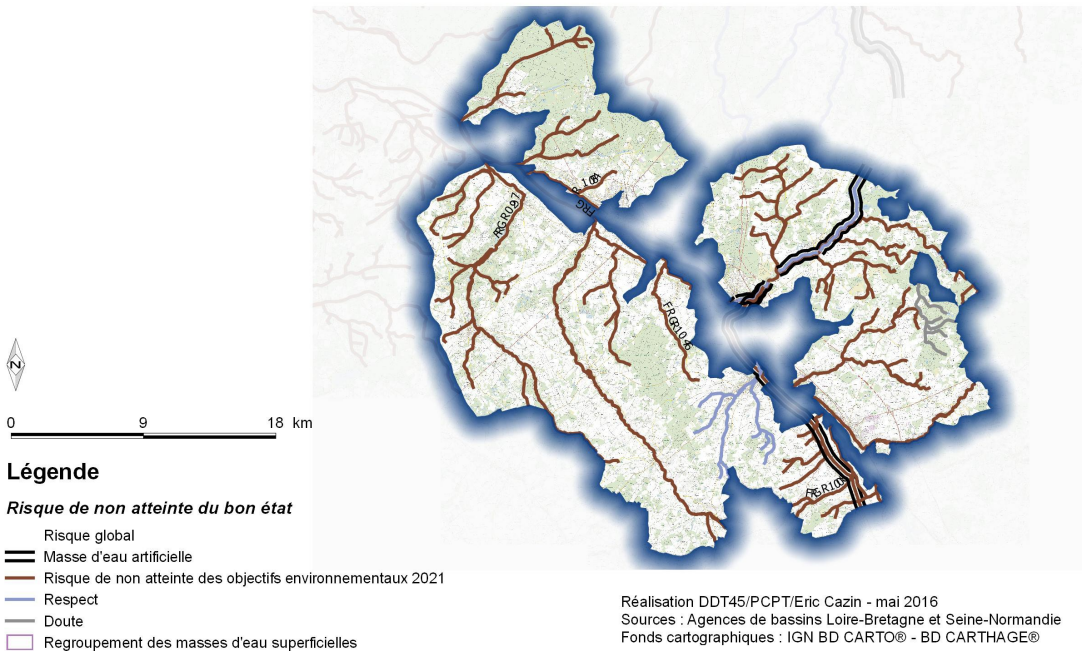 FRGR1046
N
0 9 18 km
Légende
Risque de non atteinte du bon état
Risque global
Masse d'eau artificielle
Risque de non atteinte des objectifs environnementaux 2021
Respect
Doute
Regroupement des masses d'eau superficielles
Réalisation DDT45/PCPT/Eric Cazin - mai 2016
Sources : Agences de bassins Loire-Bretagne et Seine-Normandie
Fonds cartographiques : IGN BD CARTO® - BD CARTHAGE®